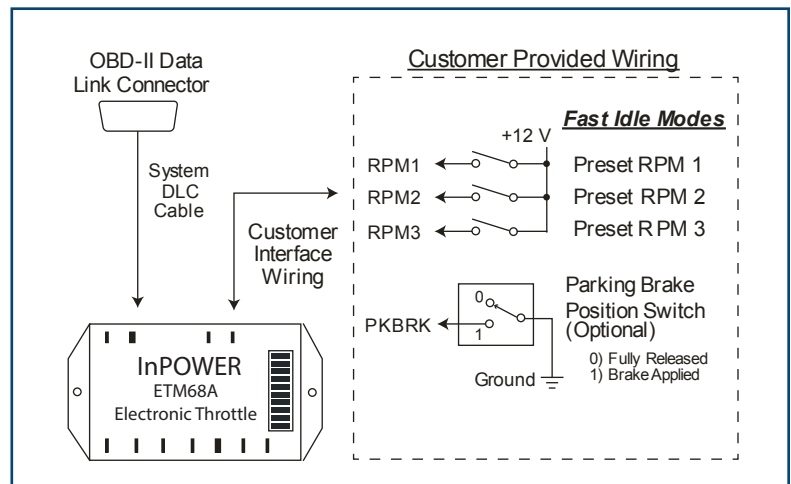 OBD-II Data
Link Connector
System
DLC
Cable
Customer
Interface
Wiring
InPOWER
ETM68A
Electronic Throttle
Customer Provided Wiring
Fast Idle Modes
+12 V
RPM1
Preset RPM 1
RPM2
Preset RPM 2
RPM3
Preset RPM 3
PKBRK
0
1
Ground
Parking Brake
Position Switch
(Optional)
0) Fully Released
1) Brake Applied